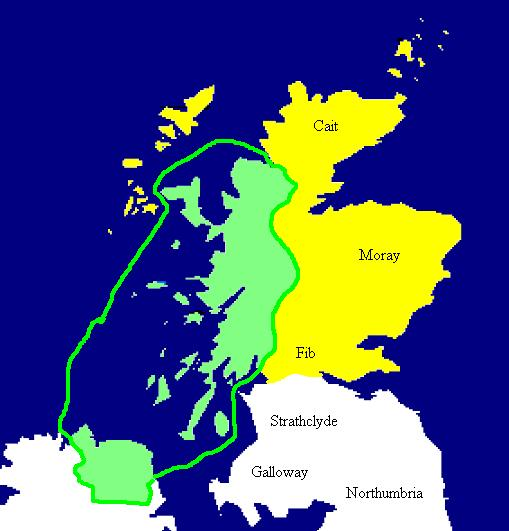 Cait
Moray
Fib
Strathclyde
Galloway
Northumbria